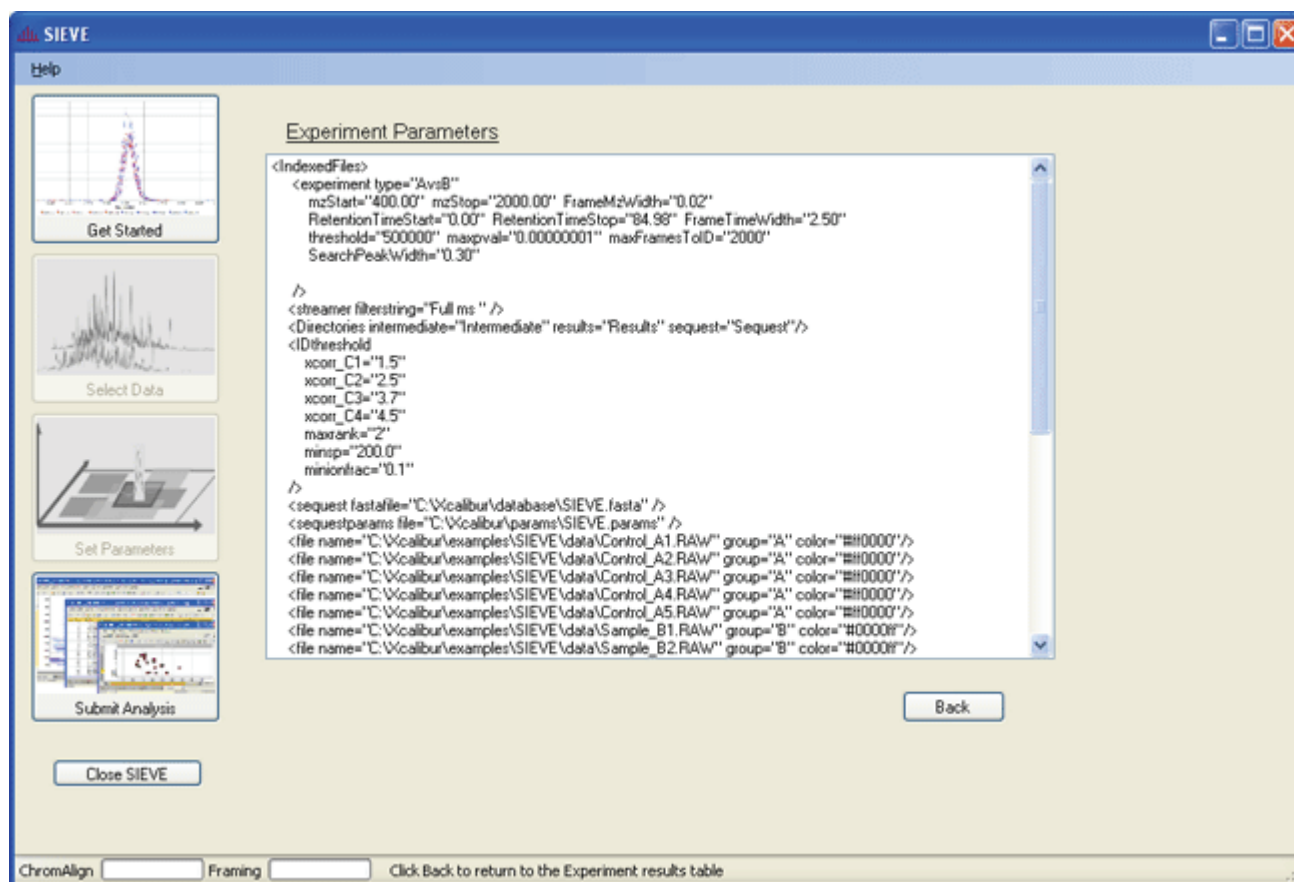 SIEVE
Help
Get Started
Select Data
Set Parameters
Submit Analysis
Close SIEVE
Experiment Parameters
<IndexedFiles>
<experiment type="AvsB"
mzStart="400.00" mzStop="2000.00" FrameMzWidth="0.02"
RetentionTimeStart="0.00" RetentionTimeStop="84.98" FrameTimeWidth="2.50"
threshold="500000" maxpval="0.00000001" maxFramesToID="2000"
SearchPeakWidth="0.30"
/>
<streamer filterstring="Full ms " />
<Directories intermediate="Intermediate" results="Results" sequest="Sequest"/>
<IDthreshold
xcorr_C1="1.5"
xcorr_C2="2.5"
xcorr_C3="3.7"
xcorr_C4="4.5"
maxrank="2"
minsp="200.0"
minionfrac="0.1"
/>
<sequest fastafile="C:\Xcalibur\database\SIEVE.fasta" />
<sequestparams file="C:\Xcalibur\params\SIEVE.params" />
<file name="C:\Xcalibur\examples\SIEVE\data\Control_A1.RAW" group="A" color="#ff0000"/>
<file name="C:\Xcalibur\examples\SIEVE\data\Control_A2.RAW" group="A" color="#ff0000"/>
<file name="C:\Xcalibur\examples\SIEVE\data\Control_A3.RAW" group="A" color="#ff0000"/>
<file name="C:\Xcalibur\examples\SIEVE\data\Control_A4.RAW" group="A" color="#ff0000"/>
<file name="C:\Xcalibur\examples\SIEVE\data\Control_A5.RAW" group="A" color="#ff0000"/>
<file name="C:\Xcalibur\examples\SIEVE\data\Sample_B1.RAW" group="B" color="#0000ff"/>
<file name="C:\Xcalibur\examples\SIEVE\data\Sample_B2.RAW" group="B" color="#0000ff"/>
Back
ChromAlign Framing Click Back to return to the Experiment results table